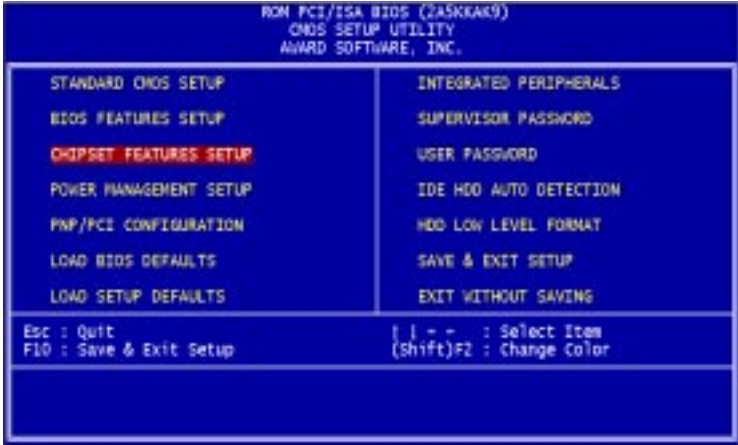 ROM PCI/ISA BIOS (2A5KKAK9)
CMOS SETUP UTILITY
AWARD SOFTWARE, INC.
STANDARD CMOS SETUP
BIOS FEATURES SETUP
CHIPSET FEATURES SETUP
POWER MANAGEMENT SETUP
PNP/PCI CONFIGURATION
LOAD BIOS DEFAULTS
LOAD SETUP DEFAULTS
INTEGRATED PERIPHERALS
SUPERVISOR PASSWORD
USER PASSWORD
IDE HDD AUTO DETECTION
HDD LOW LEVEL FORMAT
SAVE & EXIT SETUP
EXIT WITHOUT SAVING
Esc : Quit
F10 : Save & Exit Setup
: Select Item
(Shift)F2 : Change Color